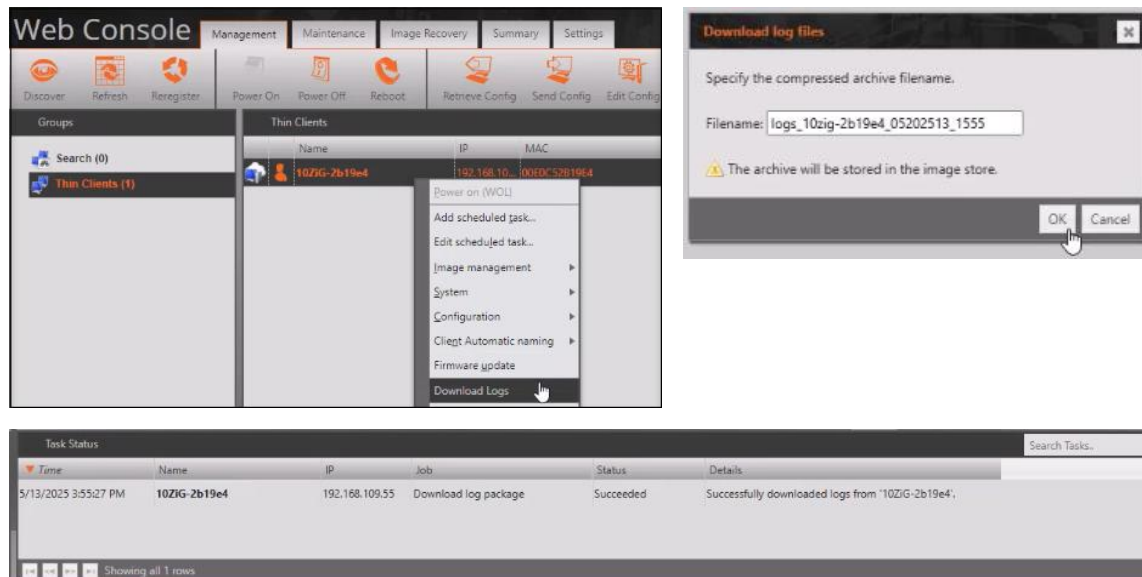 Web Console
Management Maintenance Image Recovery Summary Settings
Discover Refresh Reregister Power On Power Off Reboot Retrieve Config Send Config Edit Config
Groups
Search (0)
Thin Clients (1)
Thin Clients
Name IP MAC
10ZiG-2b19e4 192.168.10... 00E0C52B19E4
Power on (WOL)
Add scheduled task...
Edit scheduled task...
Image management
System
Configuration
Client Automatic naming
Firmware update
Download Logs
Download log files
Specify the compressed archive filename.
Filename: logs_10zig-2b19e4_05202513_1555
The archive will be stored in the image store.
OK Cancel
Task Status Search Tasks..
Time Name IP Job Status Details
5/13/2025 3:55:27 PM 10ZiG-2b19e4 192.168.109.55 Download log package Succeeded Successfully downloaded logs from '10ZiG-2b19e4'.
Showing all 1 rows